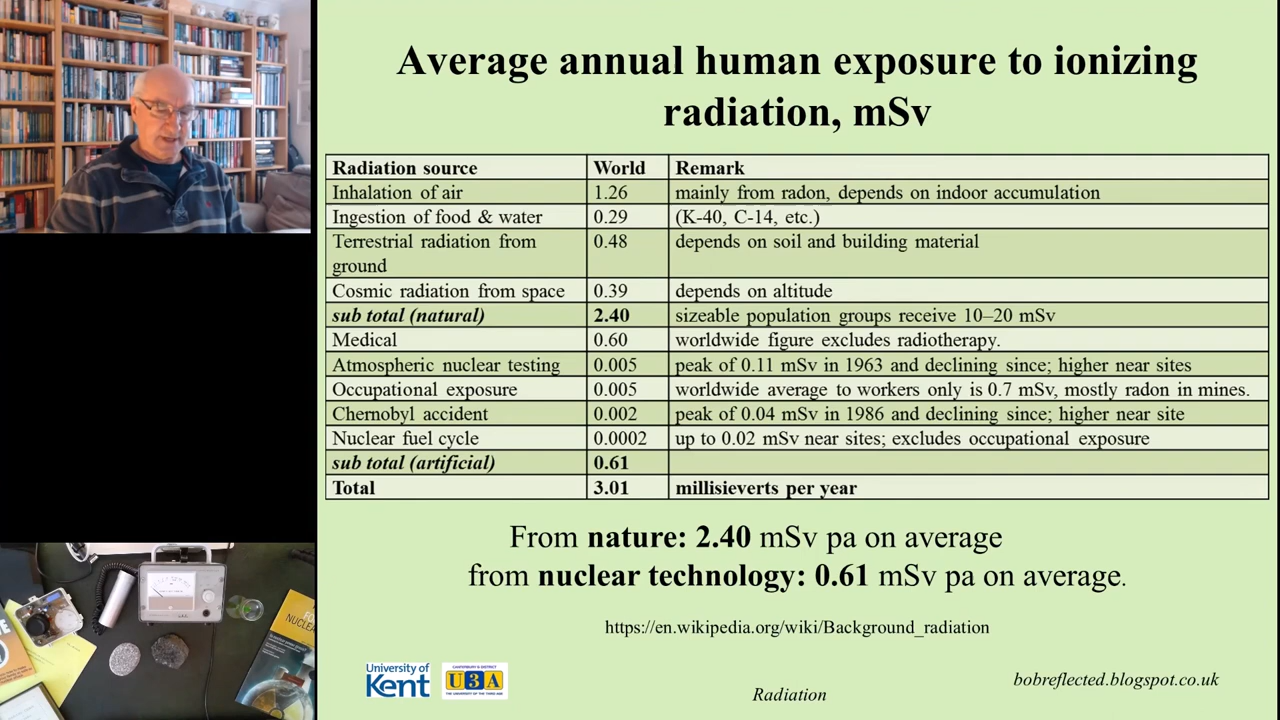 Average annual human exposure to ionizing
radiation, mSv
Radiation source World Remark
Inhalation of air 1.26 mainly from radon, depends on indoor accumulation
Ingestion of food & water 0.29 (K-40, C-14, etc.)
Terrestrial radiation from
ground 0.48 depends on soil and building material
Cosmic radiation from space 0.39 depends on altitude
sub total (natural) 2.40 sizeable population groups receive 10–20 mSv
Medical 0.60 worldwide figure excludes radiotherapy.
Atmospheric nuclear testing 0.005 peak of 0.11 mSv in 1963 and declining since; higher near sites
Occupational exposure 0.005 worldwide average to workers only is 0.7 mSv, mostly radon in mines.
Chernobyl accident 0.002 peak of 0.04 mSv in 1986 and declining since; higher near site
Nuclear fuel cycle 0.0002 up to 0.02 mSv near sites; excludes occupational exposure
sub total (artificial) 0.61
Total 3.01 millisieverts per year
From nature: 2.40 mSv pa on average
from nuclear technology: 0.61 mSv pa on average.
https://en.wikipedia.org/wiki/Background_radiation
University of
Kent
CANTERBURY & DISTRICT
U3A
THE UNIVERSITY OF THE THIRD AGE
Radiation
bobreflected.blogspot.co.uk